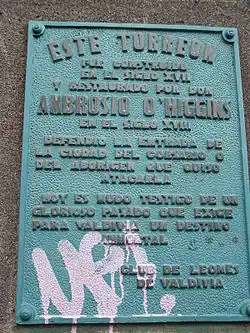 ESTE TORREON
FUE CONSTRUIDO
EN EL SIGLO XVII
Y RESTAURADO POR DON
AMBROSIO O'HIGGINS
EN EL SIGLO XVIII
DEFENDIO LA ENTRADA DE
LA CIUDAD DEL CORSARIO O
DEL ABORIGEN QUE QUISO
ATACARLA
HOY ES MUDO TESTIGO DE UN
GLORIOSO PASADO QUE EXIGE
PARA VALDIVIA UN DESTINO
INMORTAL
CLUB DE LEONES
DE VALDIVIA